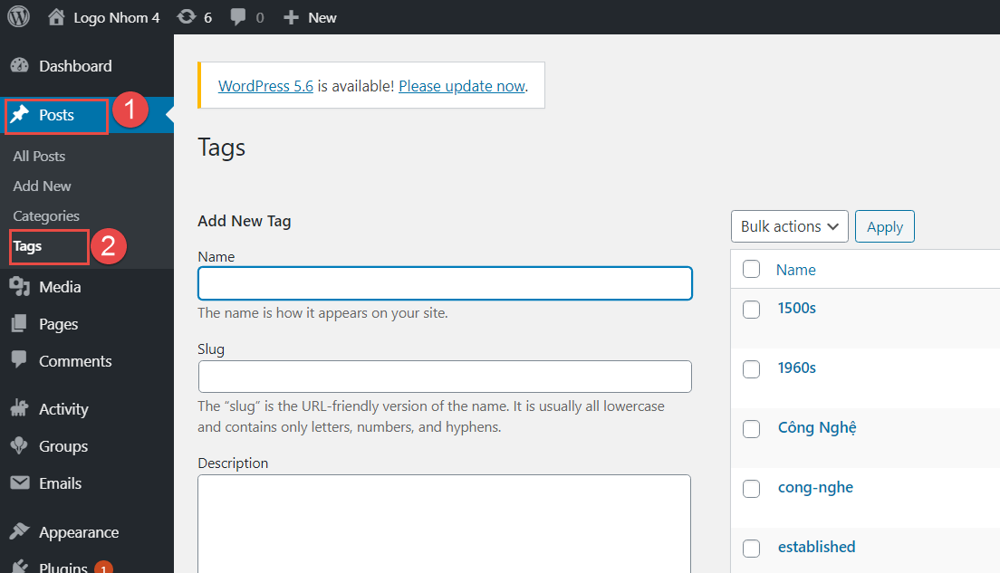 Logo Nhom 4 6 0 New
Dashboard
Posts 1
All Posts
Add New
Categories
Tags 2
Media
Pages
Comments
Activity
Groups
Emails
Appearance
Plugins 1
WordPress 5.6 is available! Please update now.
Tags
Add New Tag
Name
The name is how it appears on your site.
Slug
The “slug” is the URL-friendly version of the name. It is usually all lowercase
and contains only letters, numbers, and hyphens.
Description
Bulk actions Apply
Name
1500s
1960s
Công Nghệ
cong-nghe
established